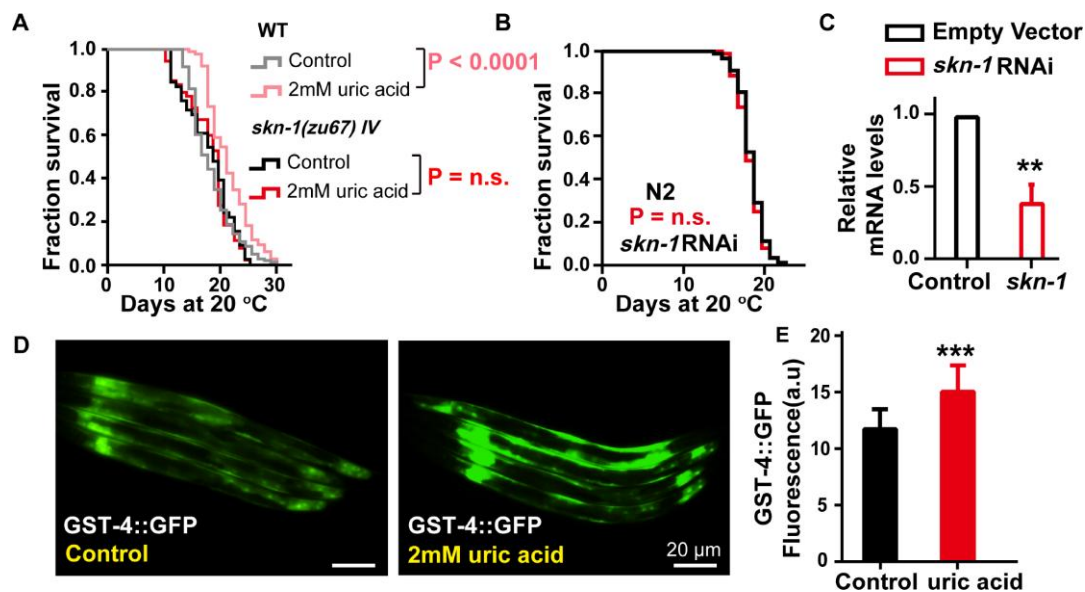 A
WT
Control
2mM uric acid
P < 0.0001
skn-1(zu67) IV
Control
2mM uric acid
P = n.s.
Fraction survival
1.0
0.8
0.6
0.4
0.2
0.0
0 10 20 30
Days at 20 °C
B
Fraction survival
1.0
0.8
0.6
0.4
0.2
0.0
N2
P = n.s.
skn-1RNAi
0 10 20
Days at 20 °C
C
Empty Vector
skn-1 RNAi
Relative
mRNA levels
1.0
0.5
0.0
**
Control skn-1
D
GST-4::GFP
Control
GST-4::GFP
2mM uric acid
20 µm
E
GST-4::GFP
Fluorescence(a.u)
20
15
10
5
0
***
Control uric acid